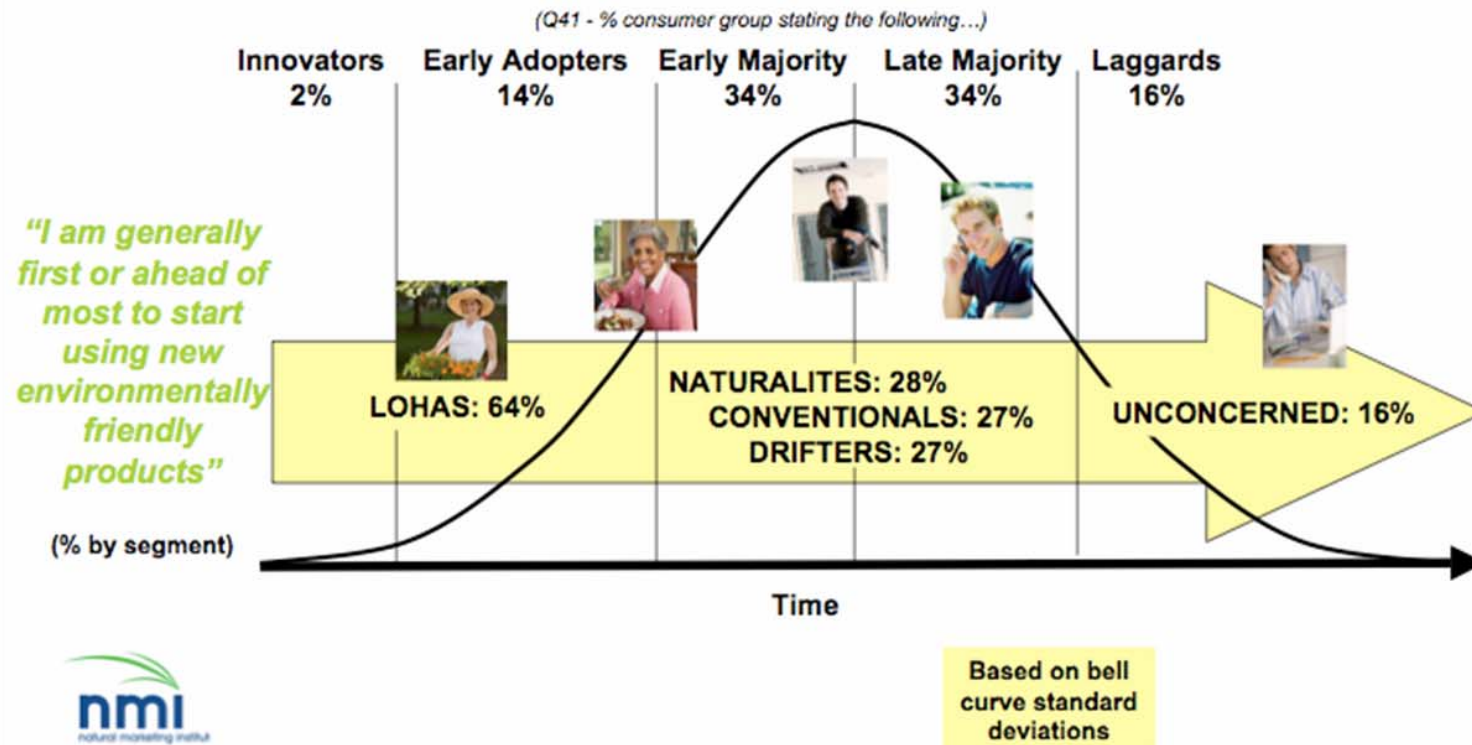 (Q41 - % consumer group stating the following…)
Innovators
2%
Early Adopters
14%
Early Majority
34%
Late Majority
34%
Laggards
16%
“I am generally
first or ahead of
most to start
using new
environmentally
friendly
products”
LOHAS: 64%
NATURALITES: 28%
CONVENTIONALS: 27%
DRIFTERS: 27%
UNCONCERNED: 16%
(% by segment)
Time
nmi
natural marketing institut
Based on bell
curve standard
deviations